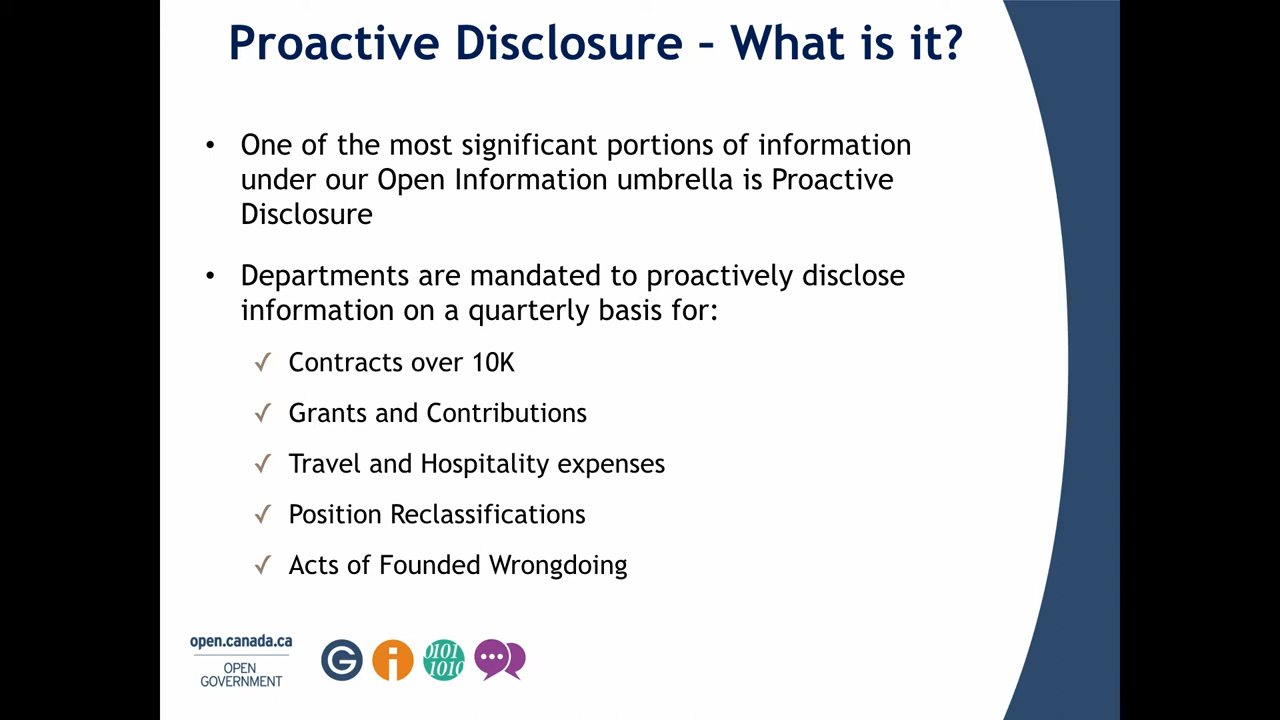 Proactive Disclosure – What is it?
• One of the most significant portions of information
under our Open Information umbrella is Proactive
Disclosure
• Departments are mandated to proactively disclose
information on a quarterly basis for:
✓ Contracts over 10K
✓ Grants and Contributions
✓ Travel and Hospitality expenses
✓ Position Reclassifications
✓ Acts of Founded Wrongdoing
open.canada.ca
OPEN
GOVERNMENT
G
i
0101
1010